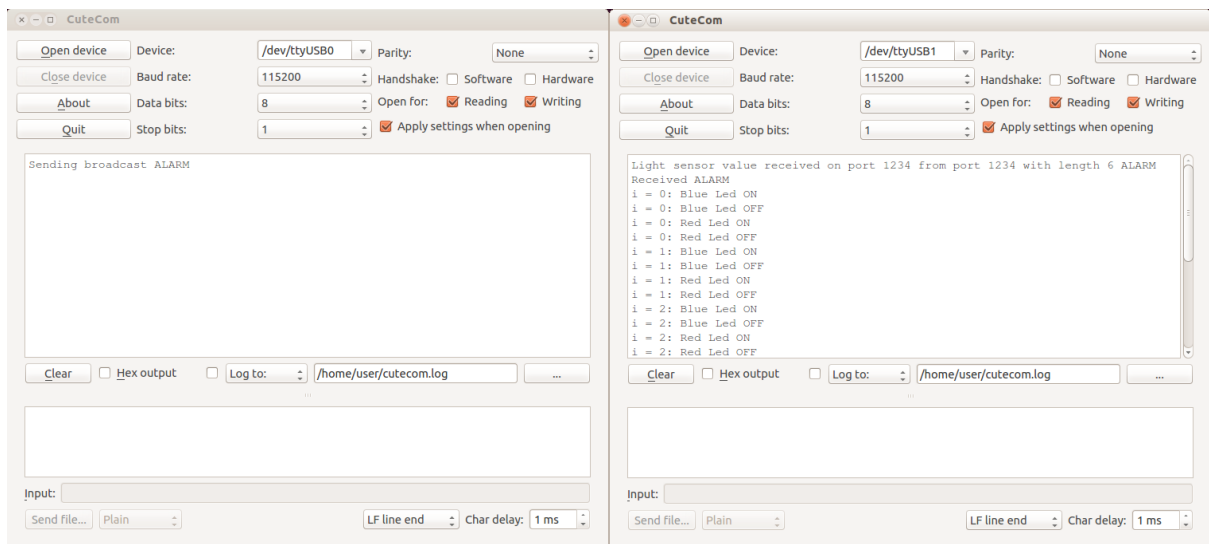 CuteCom
Open device Device: /dev/ttyUSB0 Parity: None
Close device Baud rate: 115200 Handshake: Software Hardware
About Data bits: 8 Open for: Reading Writing
Quit Stop bits: 1 Apply settings when opening
Sending broadcast ALARM
Clear Hex output Log to: /home/user/cutecom.log ...
Input:
Send file... Plain LF line end Char delay: 1 ms
CuteCom
Open device Device: /dev/ttyUSB1 Parity: None
Close device Baud rate: 115200 Handshake: Software Hardware
About Data bits: 8 Open for: Reading Writing
Quit Stop bits: 1 Apply settings when opening
Light sensor value received on port 1234 from port 1234 with length 6 ALARM
Received ALARM
i = 0: Blue Led ON
i = 0: Blue Led OFF
i = 0: Red Led ON
i = 0: Red Led OFF
i = 1: Blue Led ON
i = 1: Blue Led OFF
i = 1: Red Led ON
i = 1: Red Led OFF
i = 2: Blue Led ON
i = 2: Blue Led OFF
i = 2: Red Led ON
i = 2: Red Led OFF
Clear Hex output Log to: /home/user/cutecom.log ...
Input:
Send file... Plain LF line end Char delay: 1 ms